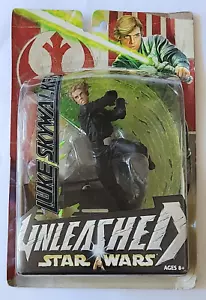 LUKE SKYWALKER
UNLEASHED
STAR WARS
AGES 8+